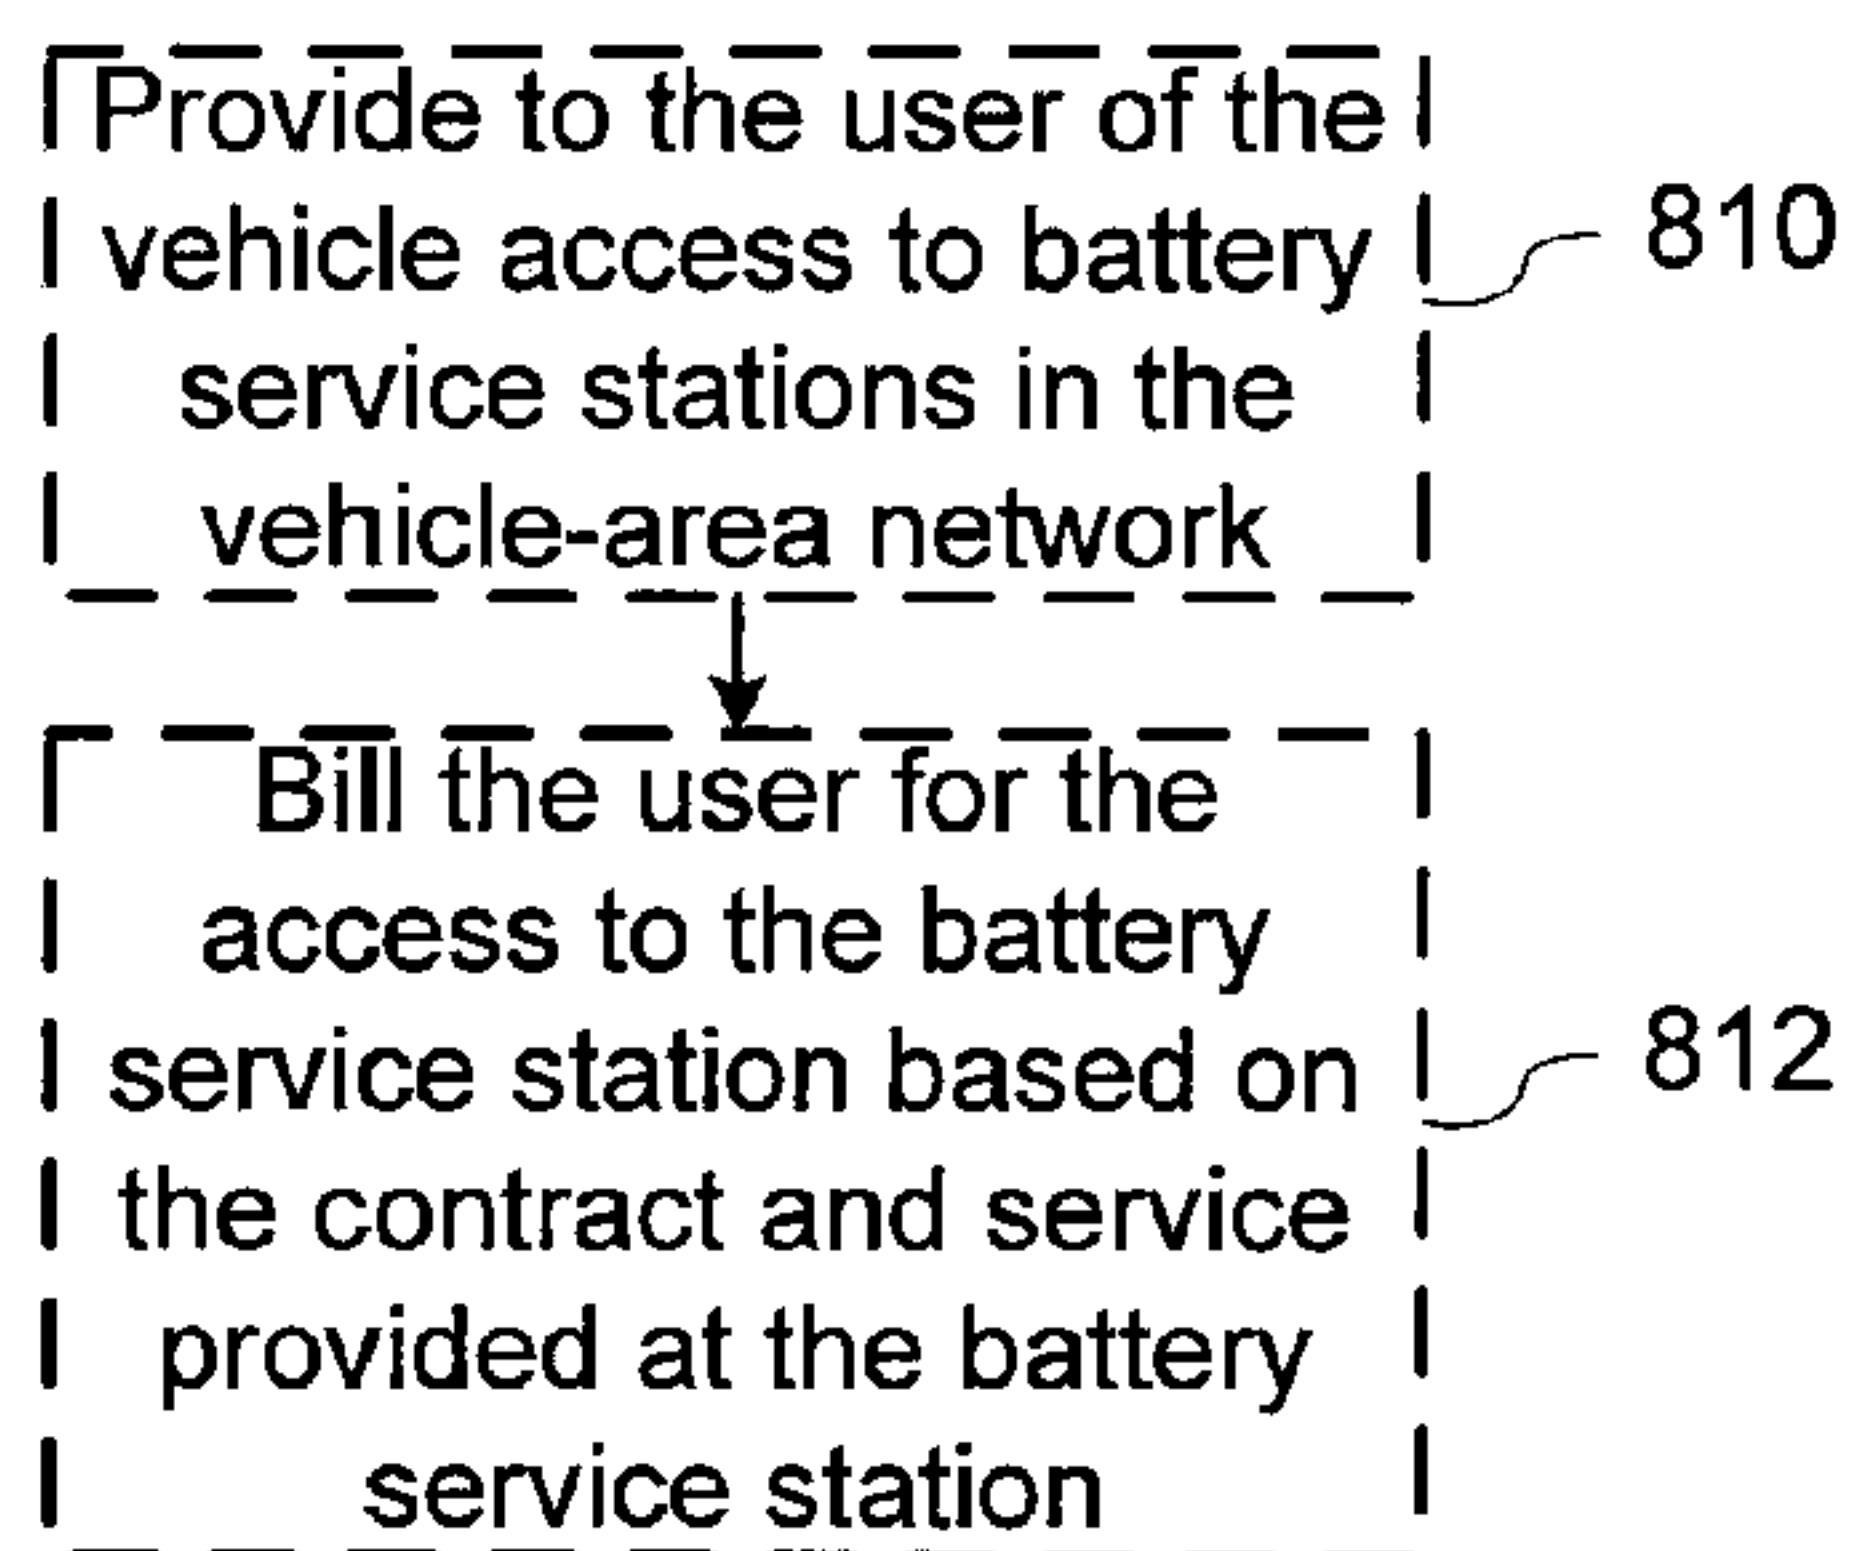 Provide to the user of the
vehicle access to battery
service stations in the
vehicle-area network
810
Bill the user for the
access to the battery
service station based on
the contract and service
provided at the battery
service station
812